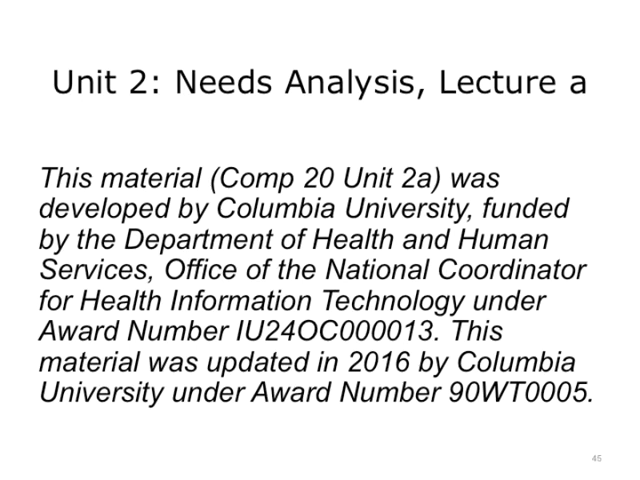 Unit 2: Needs Analysis, Lecture a
This material (Comp 20 Unit 2a) was
developed by Columbia University, funded
by the Department of Health and Human
Services, Office of the National Coordinator
for Health Information Technology under
Award Number IU24OC000013. This
material was updated in 2016 by Columbia
University under Award Number 90WT0005.
45